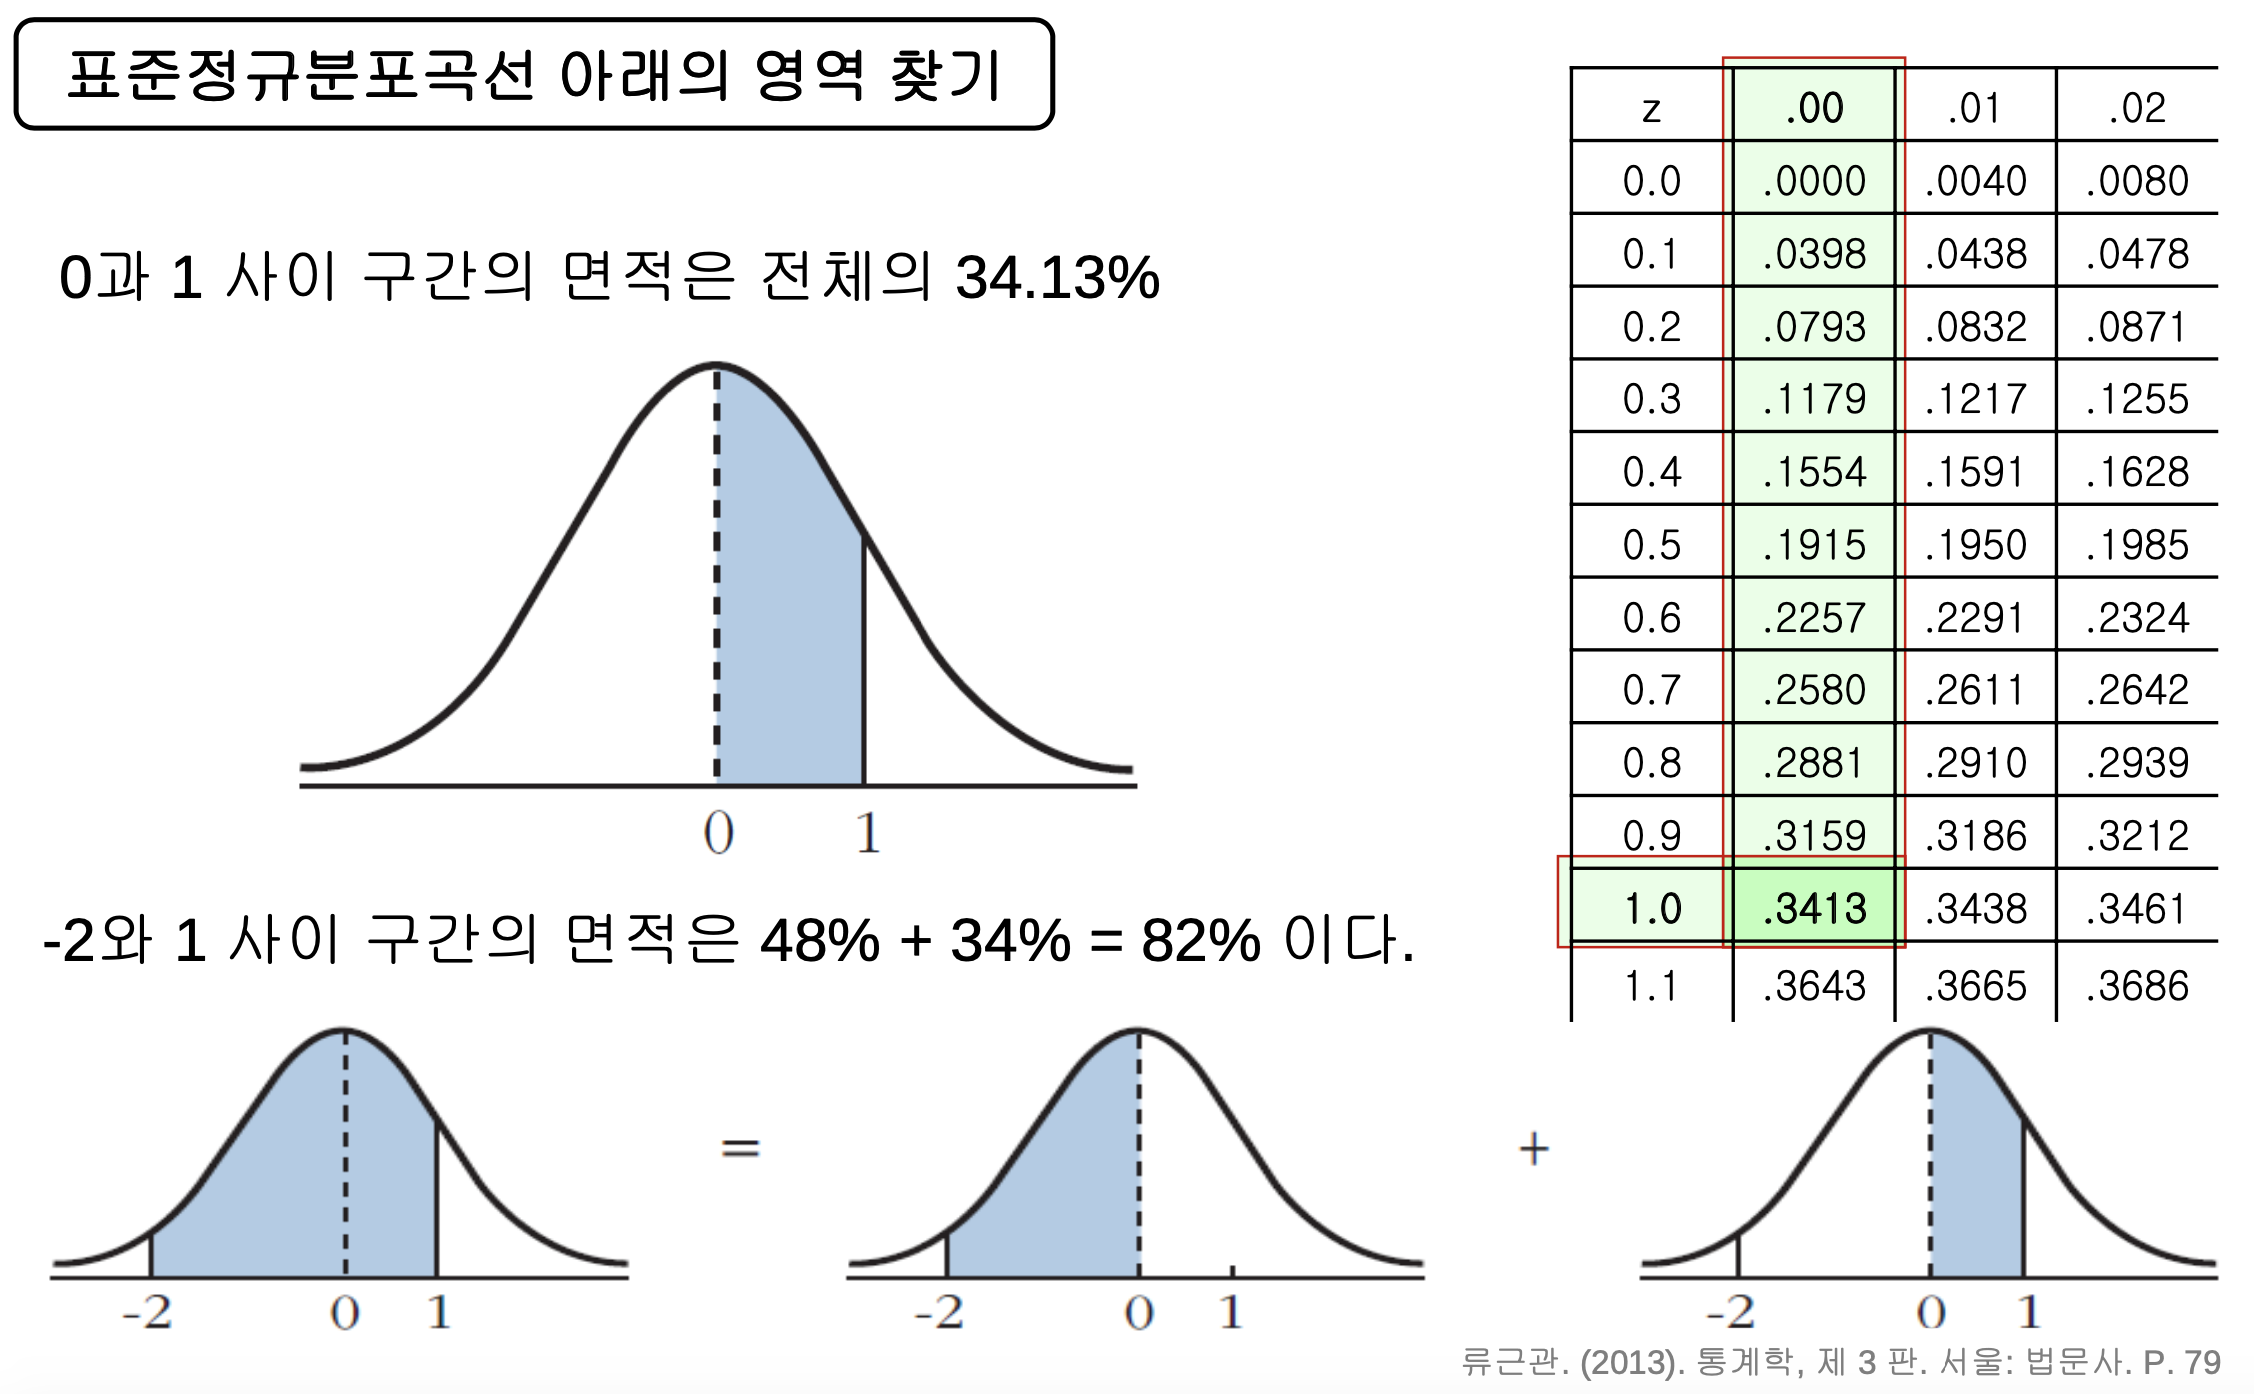 표준정규분포곡선 아래의 영역 찾기
0과 1 사이 구간의 면적은 전체의 34.13%
0 1
-2와 1 사이 구간의 면적은 48% + 34% = 82% 이다.
z .00 .01 .02
0.0 .0000 .0040 .0080
0.1 .0398 .0438 .0478
0.2 .0793 .0832 .0871
0.3 .1179 .1217 .1255
0.4 .1554 .1591 .1628
0.5 .1915 .1950 .1985
0.6 .2257 .2291 .2324
0.7 .2580 .2611 .2642
0.8 .2881 .2910 .2939
0.9 .3159 .3186 .3212
1.0 .3413 .3438 .3461
1.1 .3643 .3665 .3686
= +
-2 0 1 -2 0 1 -2 0 1
류근관. (2013). 통계학, 제 3 판. 서울: 법문사. P. 79